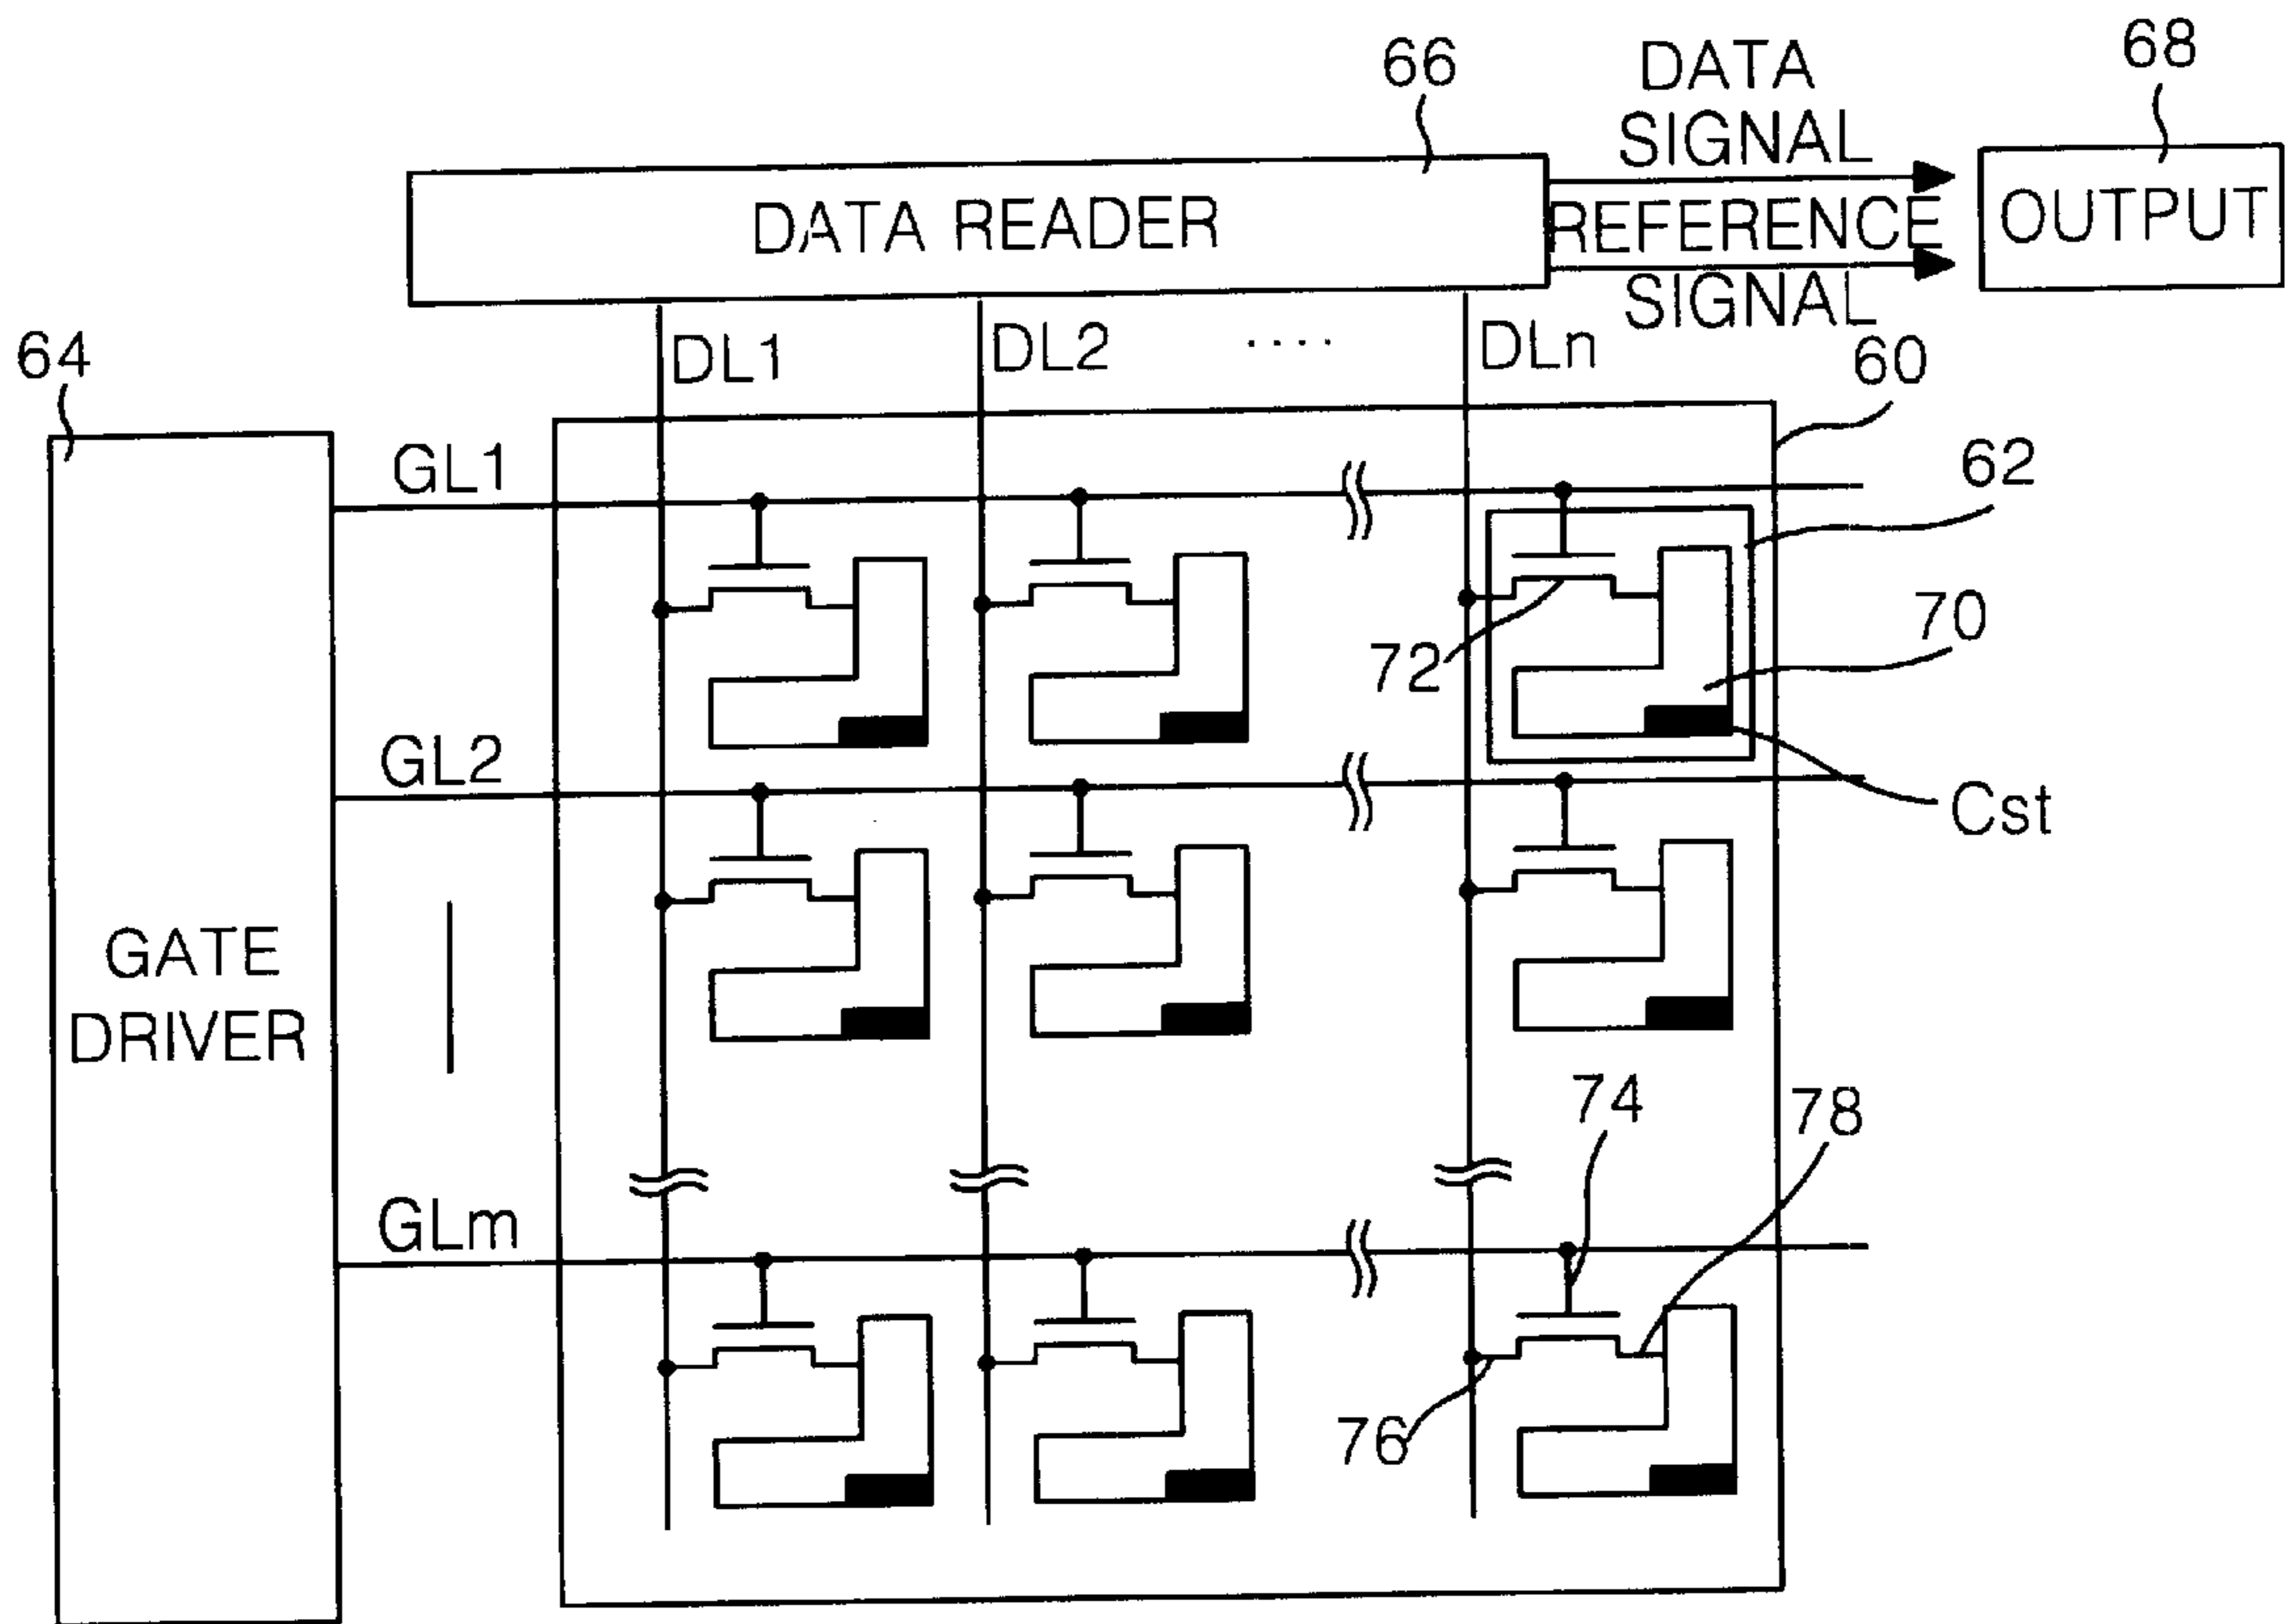 66
DATA
SIGNAL
68
DATA READER
REFERENCE
SIGNAL
OUTPUT
64
DL1
DL2
....
DLn
60
GL1
62
72
70
GL2
Cst
GATE
DRIVER
74
78
GLm
76